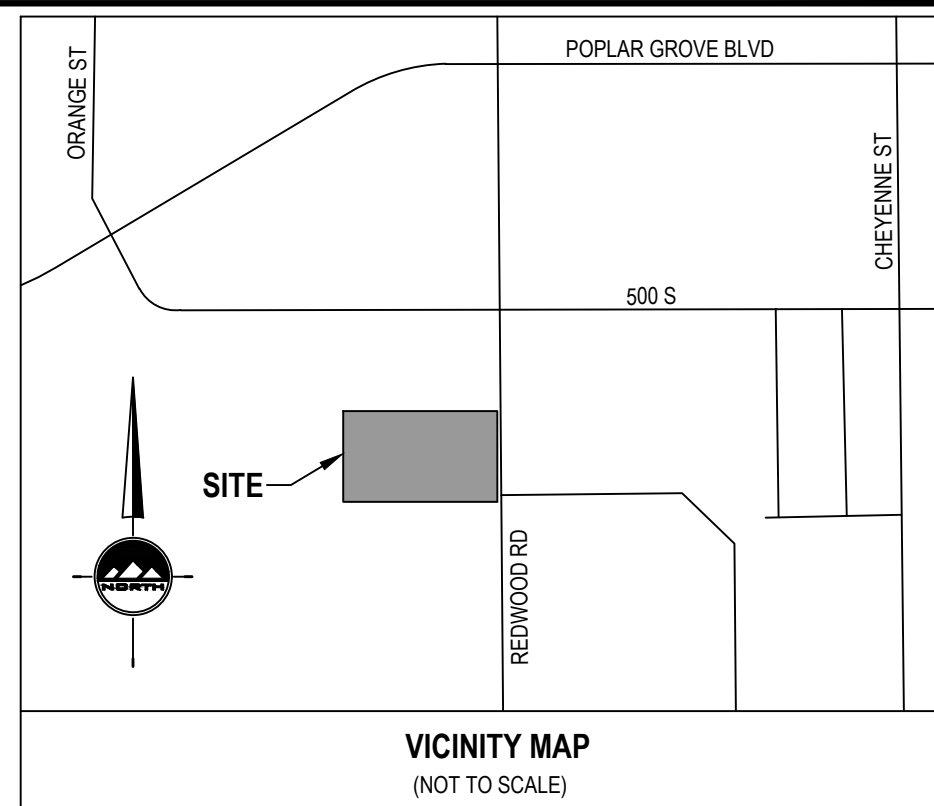 POPLAR GROVE BLVD
ORANGE ST
CHEYENNE ST
500 S
SITE
NORTH
REDWOOD RD
VICINITY MAP
(NOT TO SCALE)